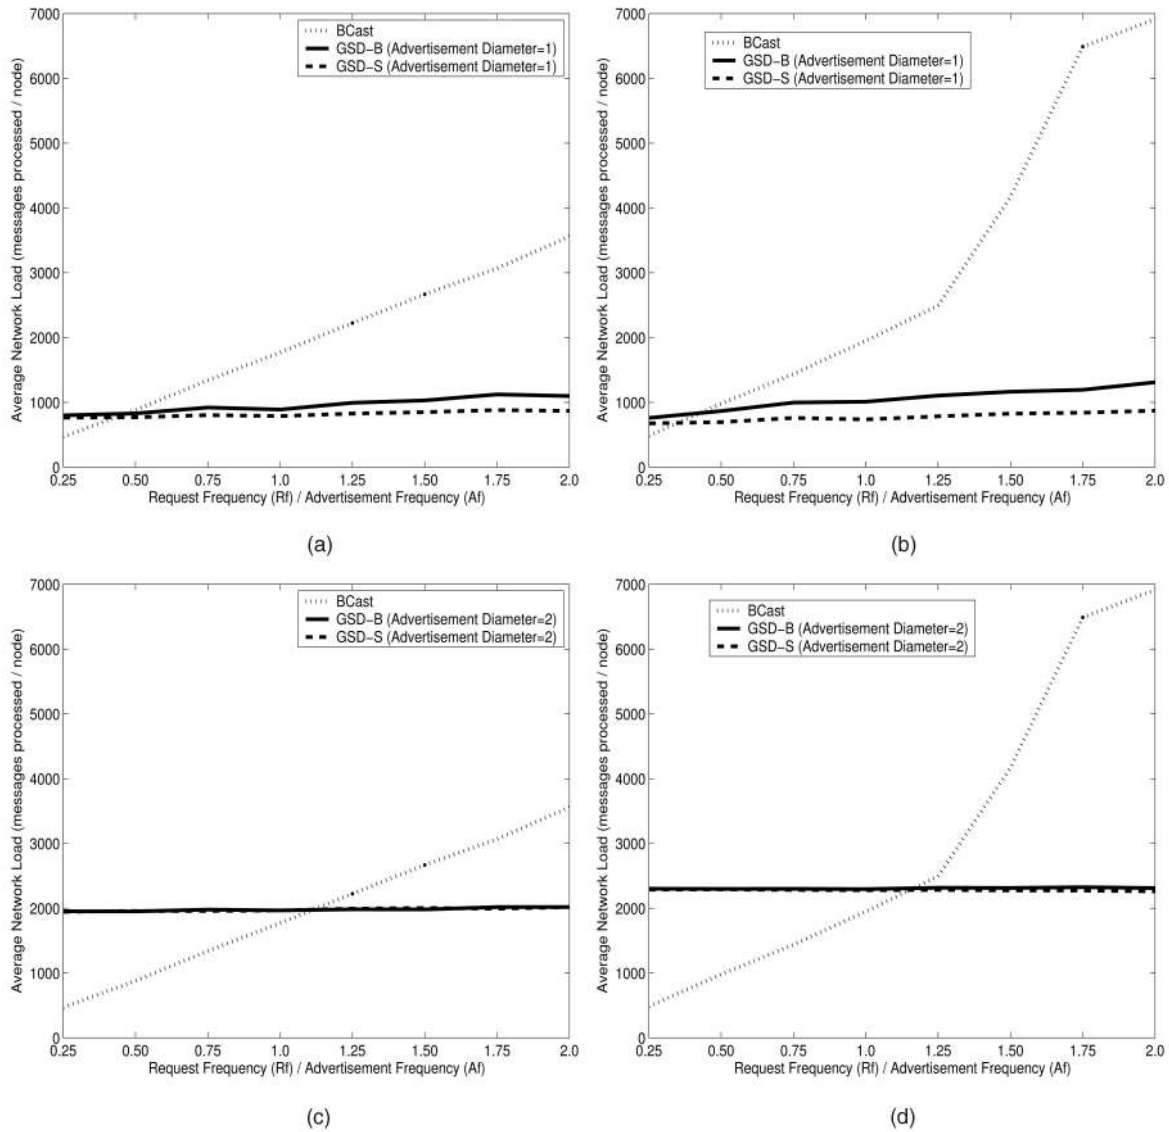 7000
6000
5000
4000
3000
2000
1000
0
Average Network Load (messages processed / node)
BCast
GSD-B (Advertisement Diameter=1)
GSD-S (Advertisement Diameter=1)
0.25 0.50 0.75 1.0 1.25 1.50 1.75 2.0
Request Frequency (Rf) / Advertisement Frequency (Af)
(a)
7000
6000
5000
4000
3000
2000
1000
0
Average Network Load (messages processed / node)
BCast
GSD-B (Advertisement Diameter=1)
GSD-S (Advertisement Diameter=1)
0.25 0.50 0.75 1.0 1.25 1.50 1.75 2.0
Request Frequency (Rf) / Advertisement Frequency (Af)
(b)
7000
6000
5000
4000
3000
2000
1000
0
Average Network Load (messages processed / node)
BCast
GSD-B (Advertisement Diameter=2)
GSD-S (Advertisement Diameter=2)
0.25 0.50 0.75 1.0 1.25 1.50 1.75 2.0
Request Frequency (Rf) / Advertisement Frequency (Af)
(c)
7000
6000
5000
4000
3000
2000
1000
0
Average Network Load (messages processed / node)
BCast
GSD-B (Advertisement Diameter=2)
GSD-S (Advertisement Diameter=2)
0.25 0.50 0.75 1.0 1.25 1.50 1.75 2.0
Request Frequency (Rf) / Advertisement Frequency (Af)
(d)